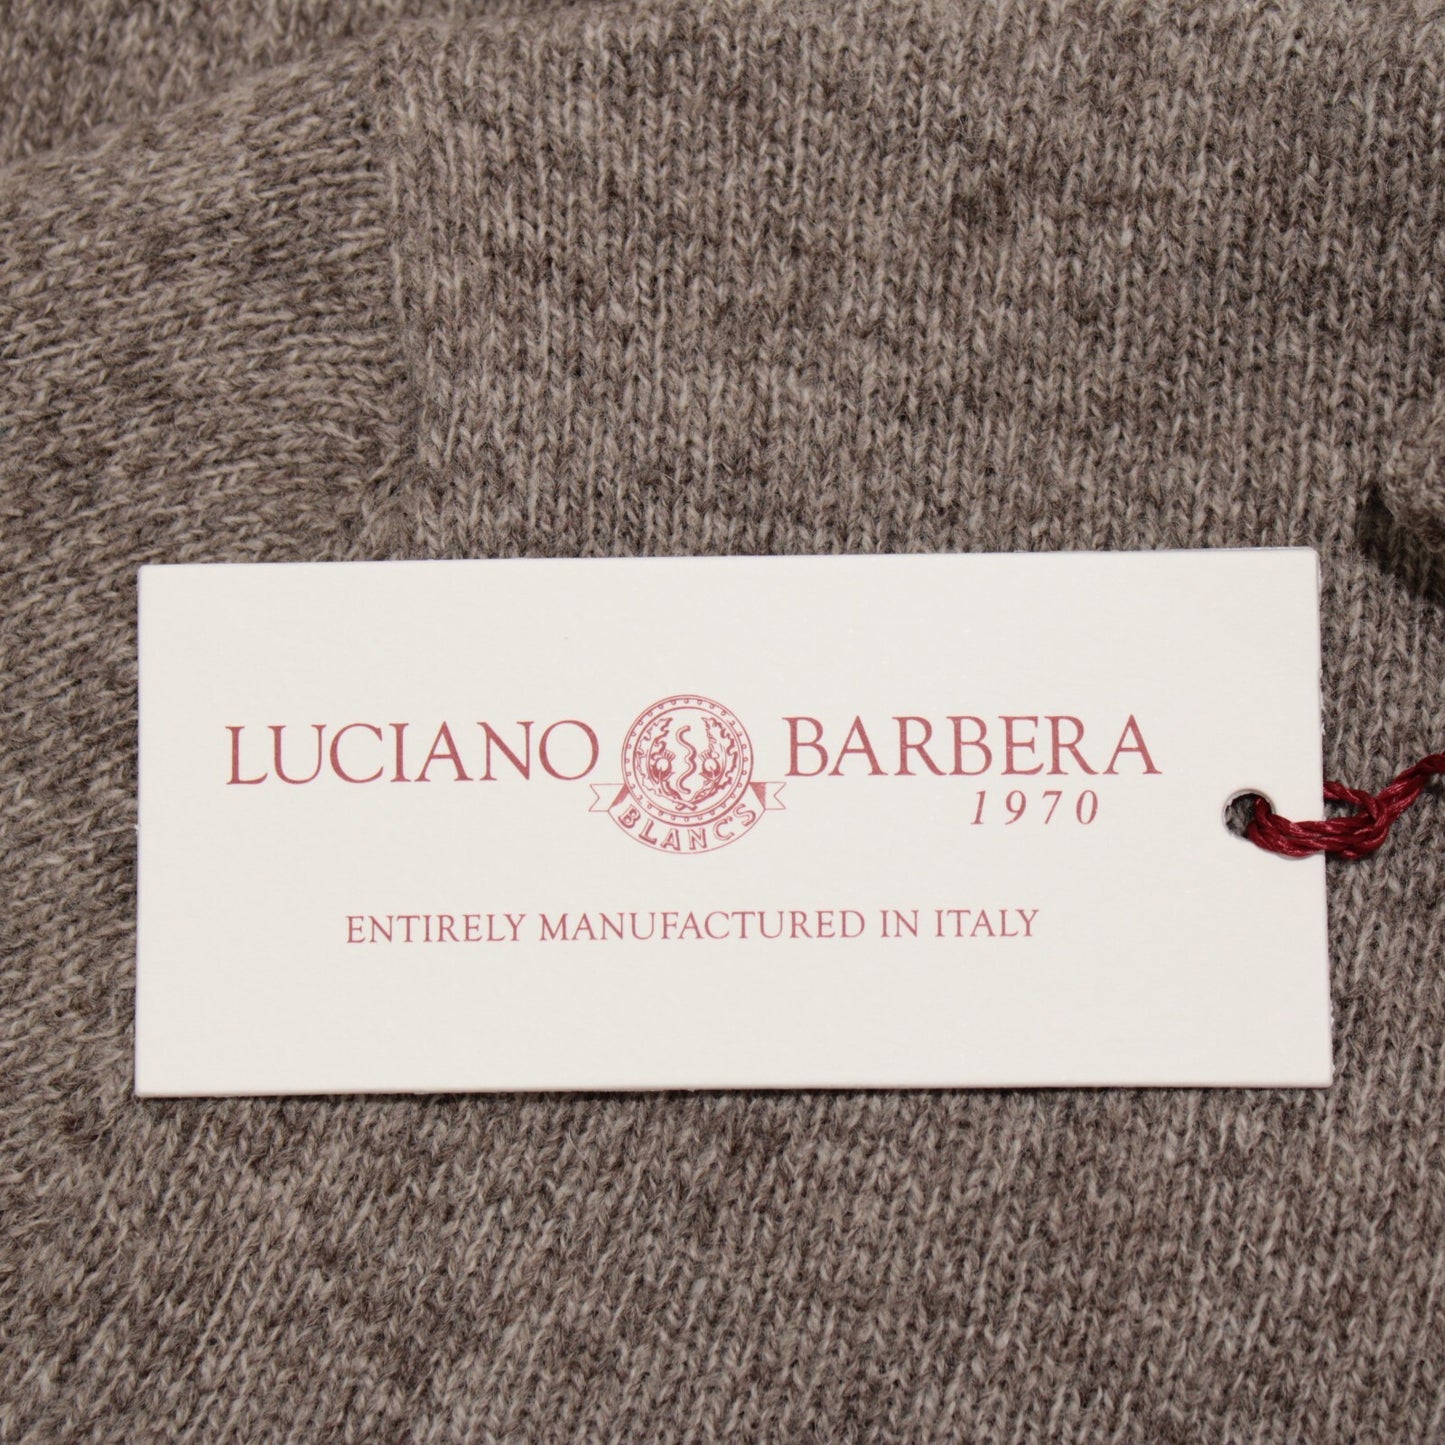 LUCIANO BARBERA
BLANC'S
1970
ENTIRELY MANUFACTURED IN ITALY